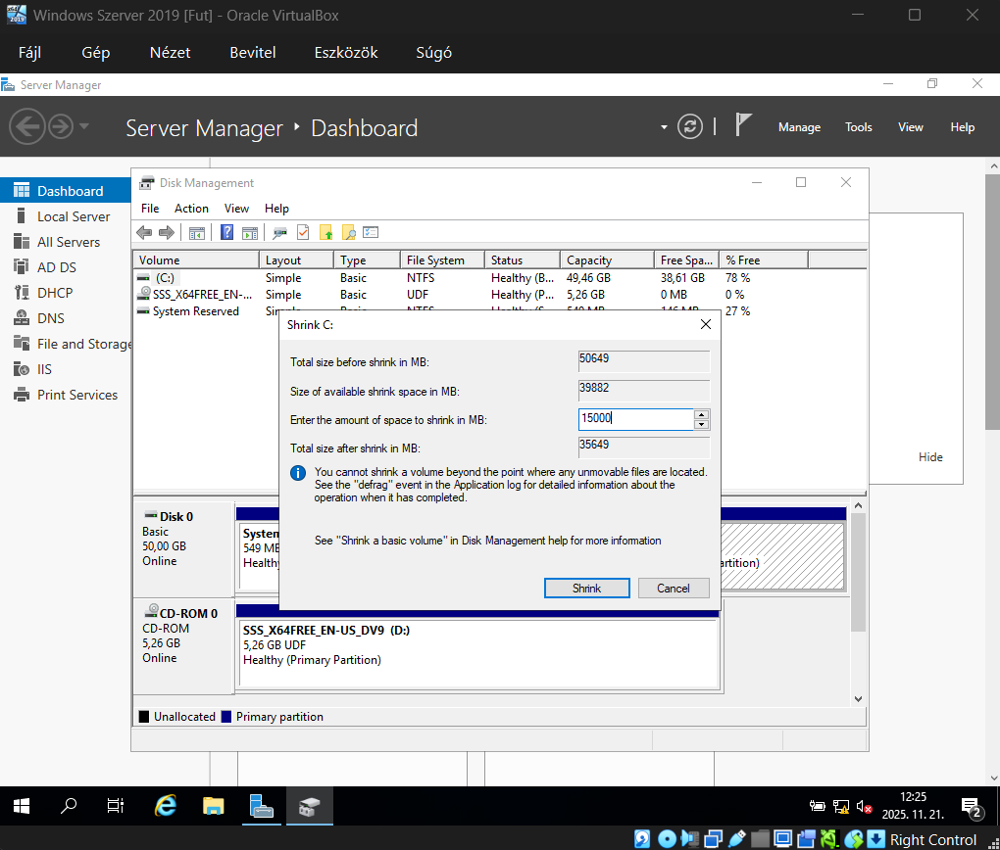 Windows Szerver 2019 [Fut] - Oracle VirtualBox
Fájl Gép Nézet Bevitel Eszközök Súgó
Server Manager
Server Manager Dashboard
Manage Tools View Help
Dashboard
Local Server
All Servers
AD DS
DHCP
DNS
File and Storage
IIS
Print Services
Disk Management
File Action View Help
Volume Layout Type File System Status Capacity Free Spa... % Free
(C:) Simple Basic NTFS Healthy (B... 49,46 GB 38,61 GB 78 %
SSS_X64FREE_EN-... Simple Basic UDF Healthy (P... 5,26 GB 0 MB 0 %
System Reserved 27 %
Shrink C:
Total size before shrink in MB: 50649
Size of available shrink space in MB: 39882
Enter the amount of space to shrink in MB: 15000
Total size after shrink in MB: 35649
You cannot shrink a volume beyond the point where any unmovable files are located.
See the "defrag" event in the Application log for detailed information about the
operation when it has completed.
See "Shrink a basic volume" in Disk Management help for more information
Shrink Cancel
Hide
Disk 0
Basic
50,00 GB
Online
System
549 MB
Healthy
artition)
CD-ROM 0
CD-ROM
5,26 GB
Online
SSS_X64FREE_EN-US_DV9 (D:)
5,26 GB UDF
Healthy (Primary Partition)
Unallocated Primary partition
12:25
2025. 11. 21.
2
Right Control